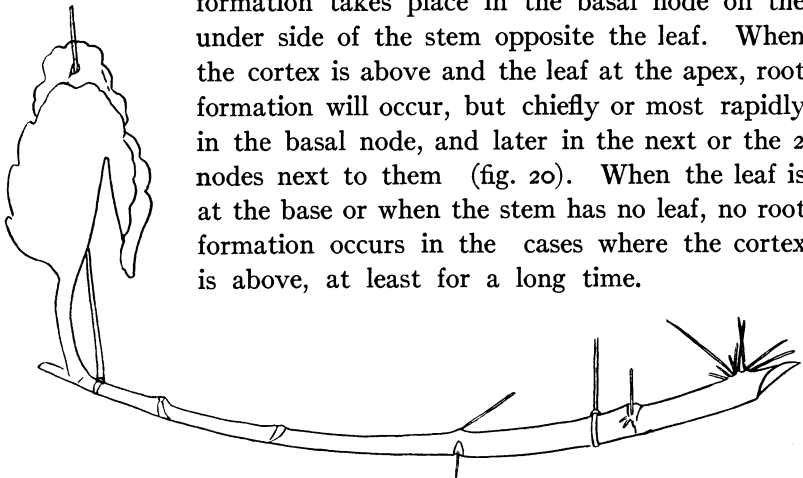 formation takes place in the basal node on the
under side of the stem opposite the leaf. When
the cortex is above and the leaf at the apex, root
formation will occur, but chiefly or most rapidly
in the basal node, and later in the next or the 2
nodes next to them (fig. 20). When the leaf is
at the base or when the stem has no leaf, no root
formation occurs in the cases where the cortex
is above, at least for a long time.